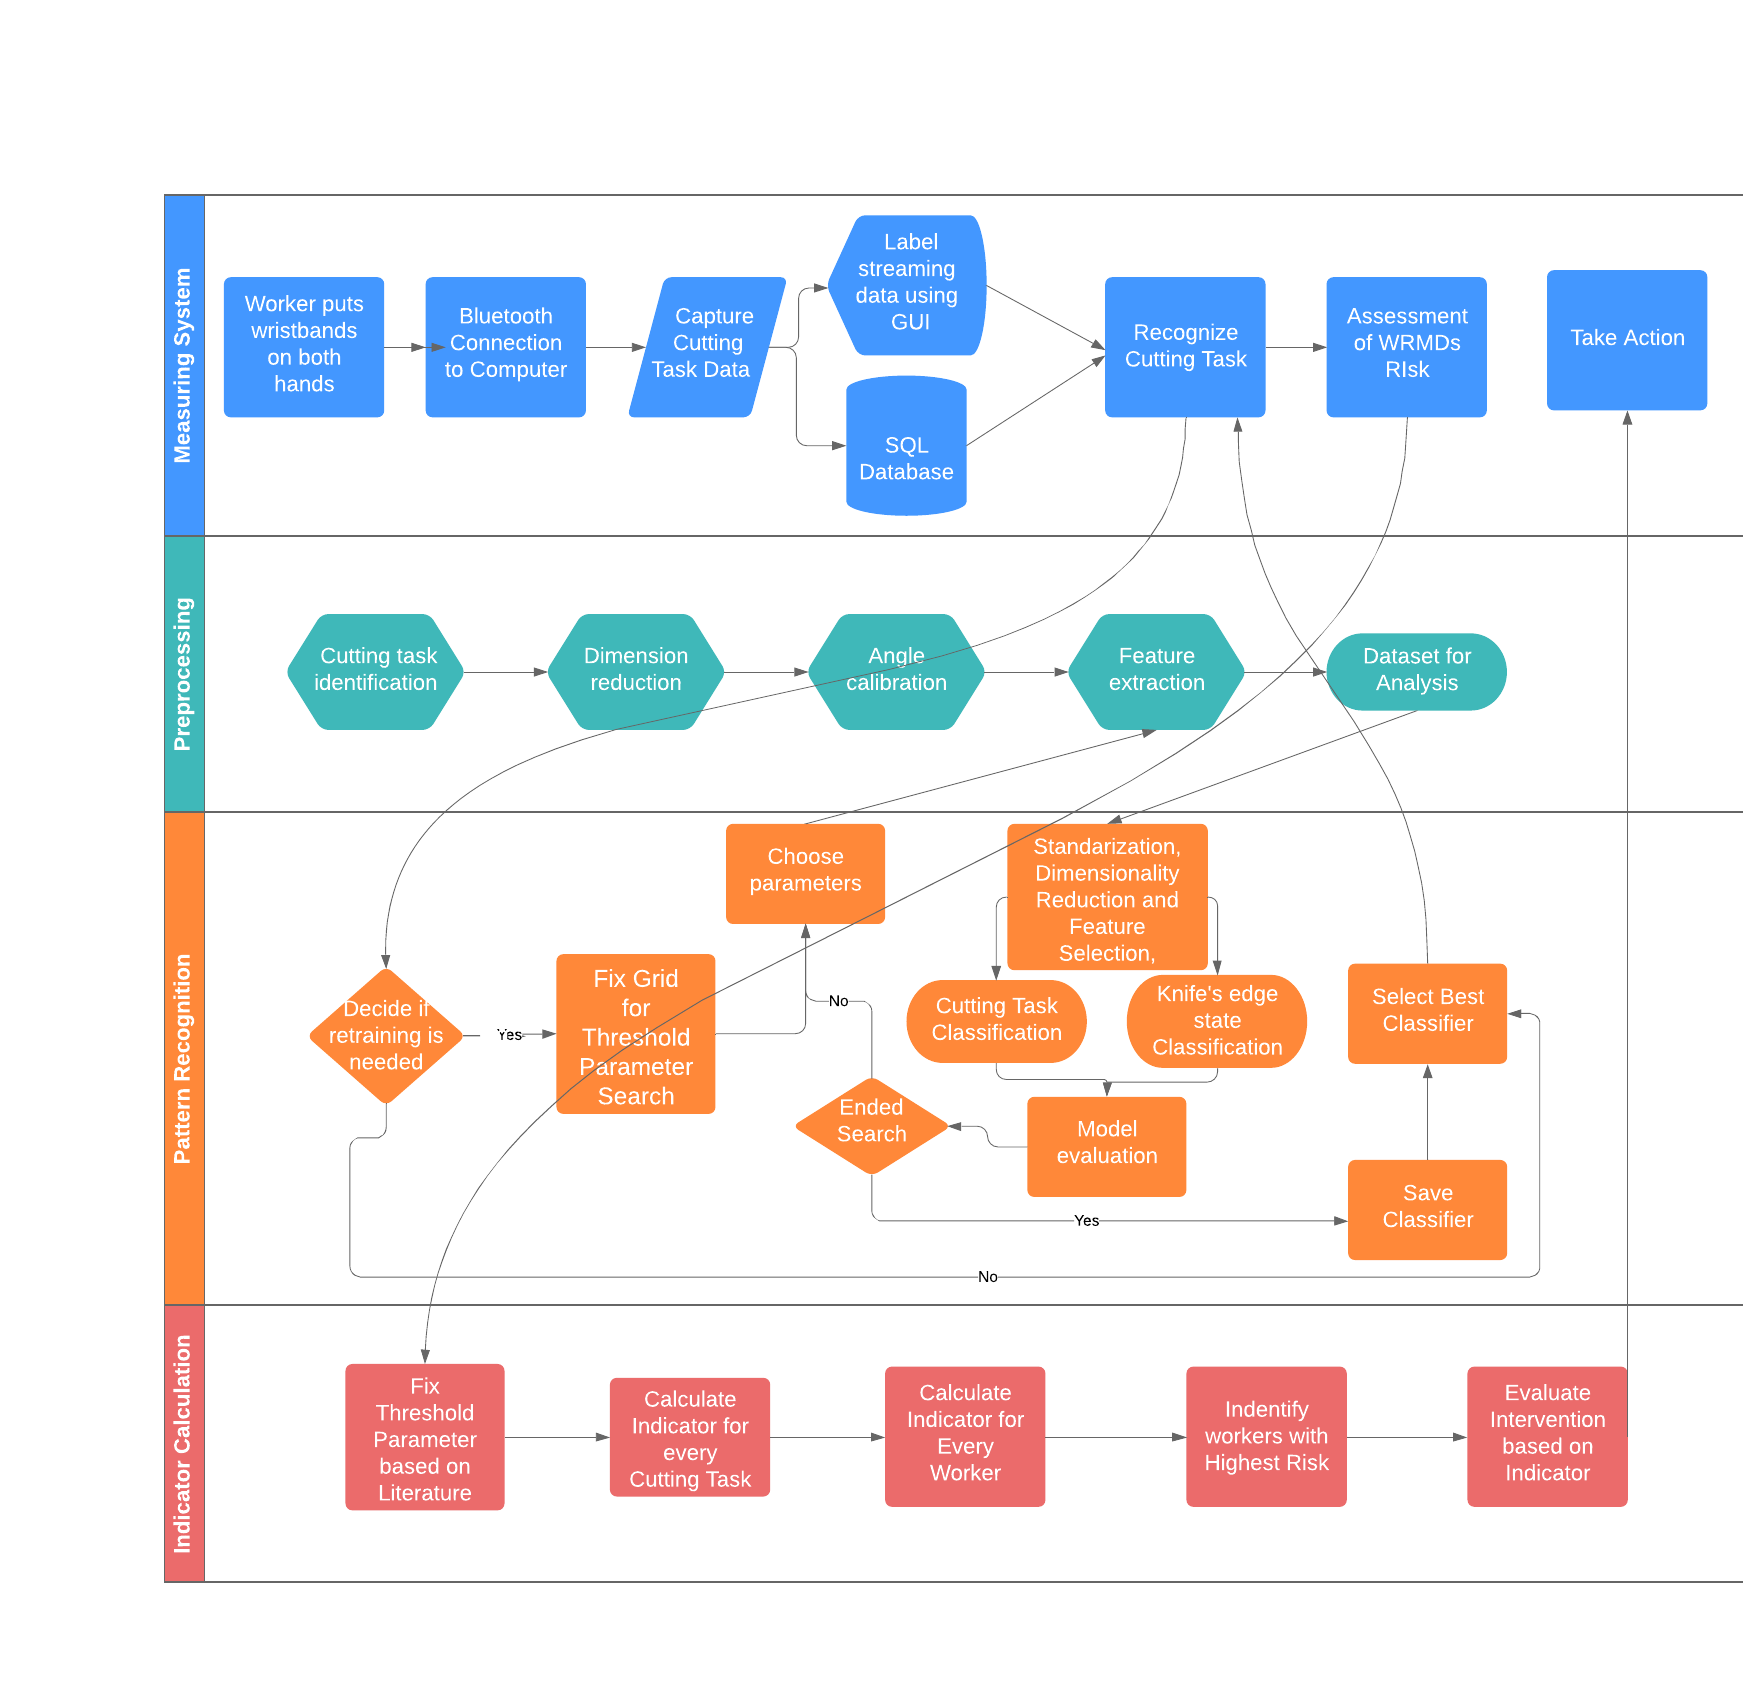 Measuring System
Worker puts
wristbands
on both
hands
Bluetooth
Connection
to Computer
Capture
Cutting
Task Data
Label
streaming
data using
GUI
SQL
Database
Recognize
Cutting Task
Assessment
of WRMDs
RIsk
Take Action
Preprocessing
Cutting task
identification
Dimension
reduction
Angle
calibration
Feature
extraction
Dataset for
Analysis
Pattern Recognition
Decide if
retraining is
needed
Yes
Fix Grid
for
Threshold
Parameter
Search
Choose
parameters
No
Ended
Search
Standarization,
Dimensionality
Reduction and
Feature
Selection,
Cutting Task
Classification
Knife's edge
state
Classification
Model
evaluation
Yes
Select Best
Classifier
Save
Classifier
No
Indicator Calculation
Fix
Threshold
Parameter
based on
Literature
Calculate
Indicator for
every
Cutting Task
Calculate
Indicator for
Every
Worker
Indentify
workers with
Highest Risk
Evaluate
Intervention
based on
Indicator